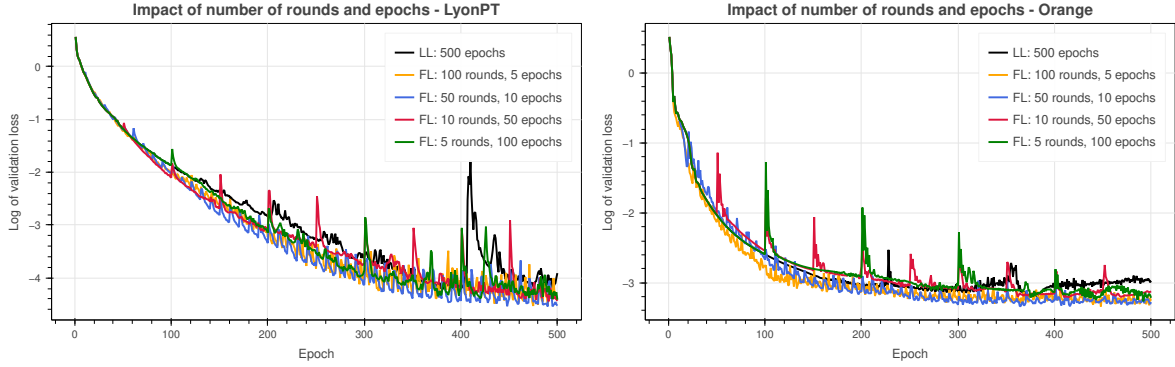 Impact of number of rounds and epochs - LyonPT
Log of validation loss
0
−1
−2
−3
−4
LL: 500 epochs
FL: 100 rounds, 5 epochs
FL: 50 rounds, 10 epochs
FL: 10 rounds, 50 epochs
FL: 5 rounds, 100 epochs
0 100 200 300 400 500
Epoch
Impact of number of rounds and epochs - Orange
Log of validation loss
0
−1
−2
−3
LL: 500 epochs
FL: 100 rounds, 5 epochs
FL: 50 rounds, 10 epochs
FL: 10 rounds, 50 epochs
FL: 5 rounds, 100 epochs
0 100 200 300 400 500
Epoch